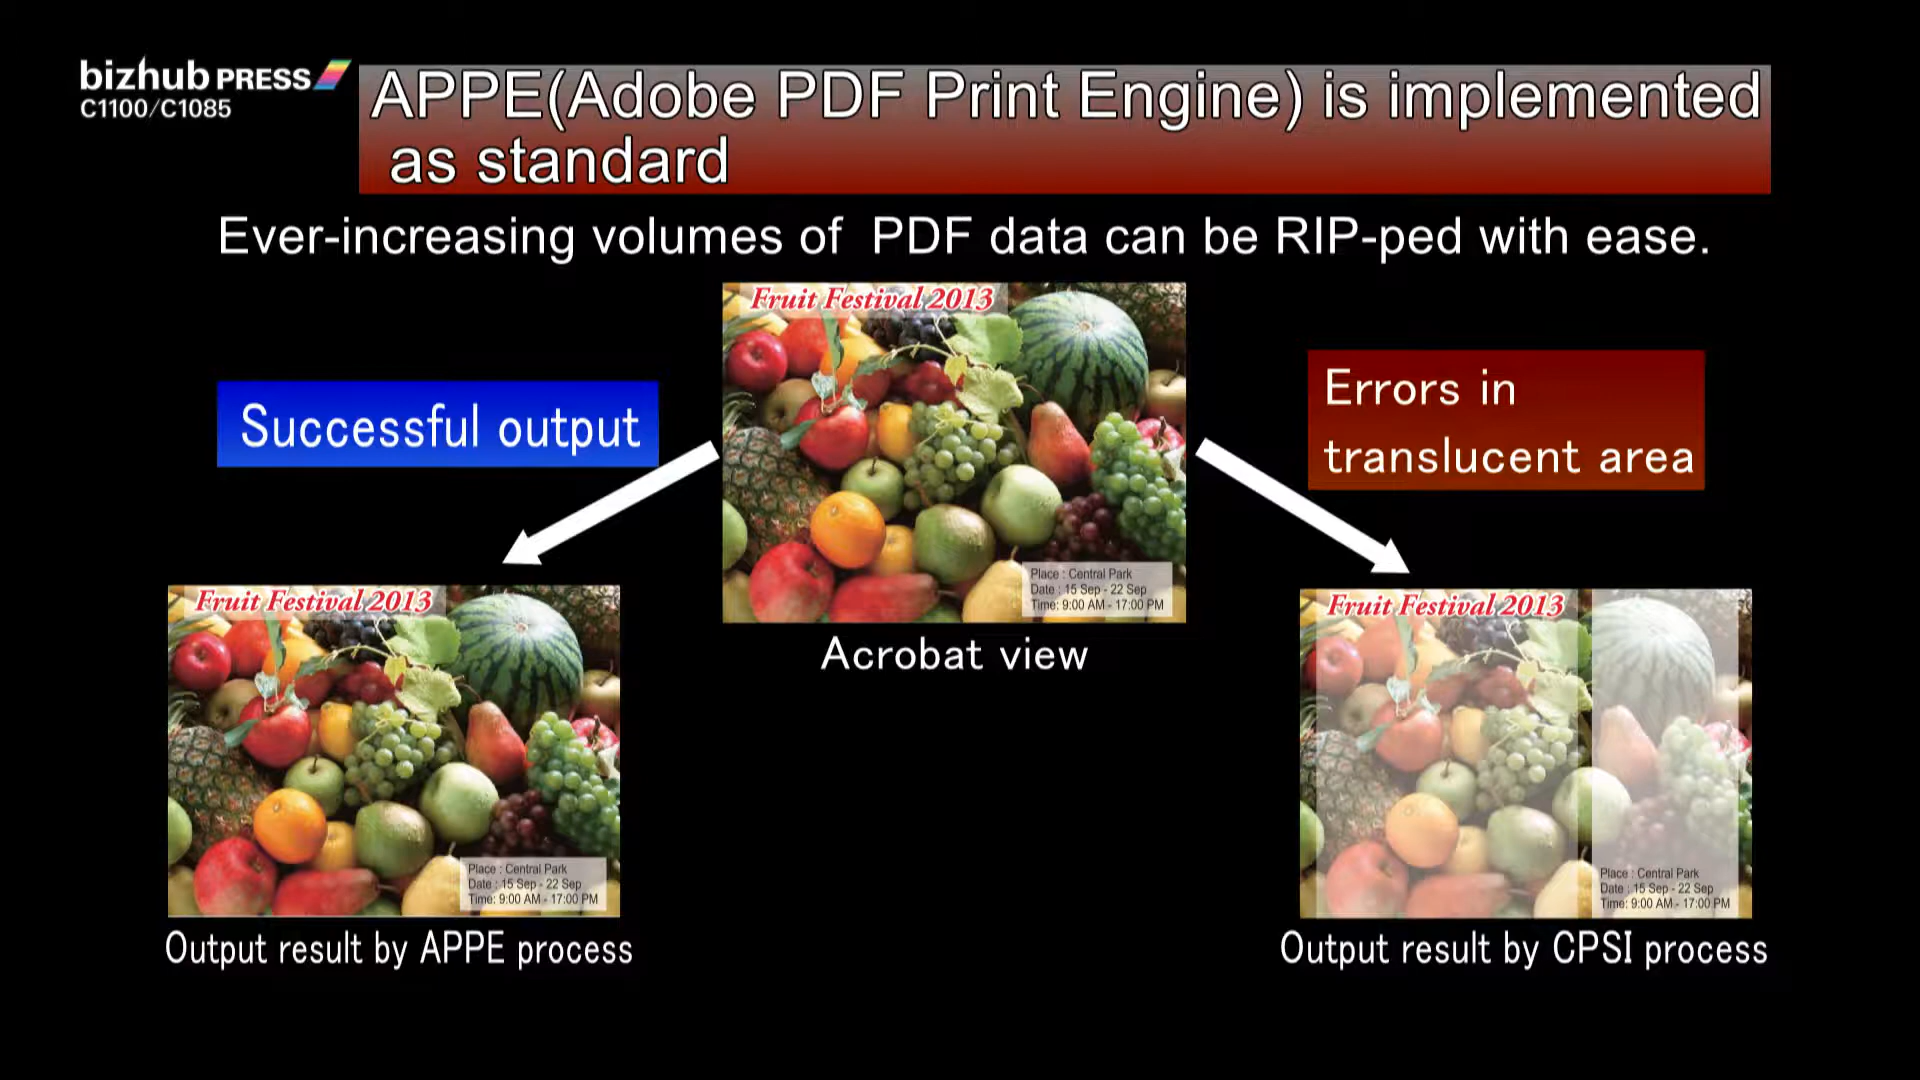 bizhub PRESS
C1100/C1085
APPE(Adobe PDF Print Engine) is implemented
as standard
Ever-increasing volumes of PDF data can be RIP-ped with ease.
Fruit Festival 2013
Place : Central Park
Date : 15 Sep - 22 Sep
Time: 9:00 AM - 17:00 PM
Acrobat view
Successful output
Errors in
translucent area
Fruit Festival 2013
Place : Central Park
Date : 15 Sep - 22 Sep
Time: 9:00 AM - 17:00 PM
Output result by APPE process
Fruit Festival 2013
Place : Central Park
Date : 15 Sep - 22 Sep
Time: 9:00 AM - 17:00 PM
Output result by CPSI process